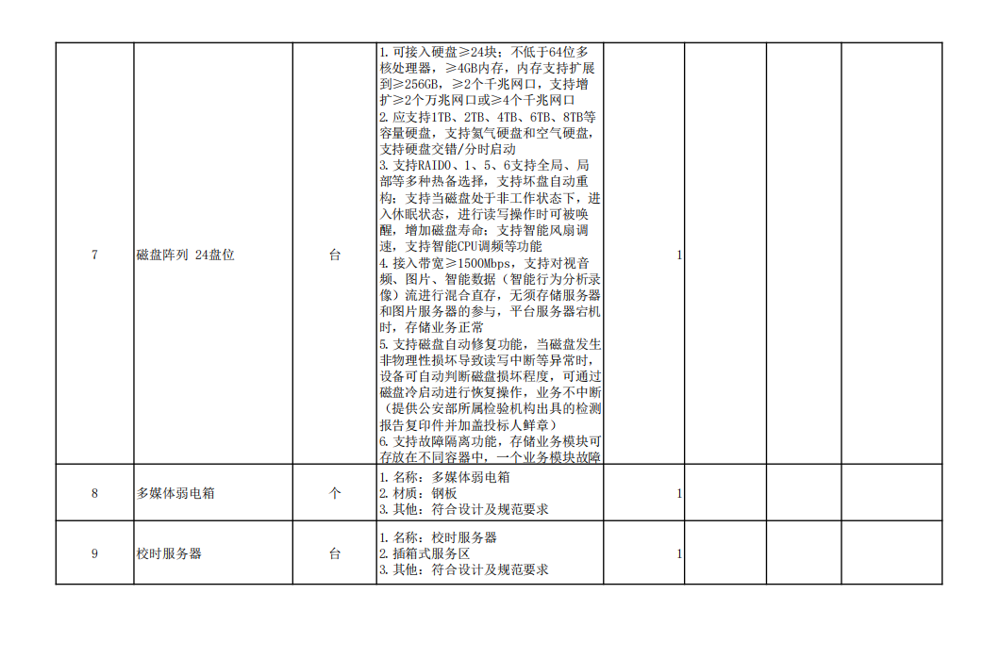 1. 可接入硬盘≥24块；不低于64位多
核处理器，≥4GB内存，内存支持扩展
到≥256GB，≥2个千兆网口，支持增
扩≥2个万兆网口或≥4个千兆网口
2. 应支持1TB、2TB、4TB、6TB、8TB等
容量硬盘，支持氦气硬盘和空气硬盘，
支持硬盘交错/分时启动
3. 支持RAID0、1、5、6支持全局、局
部等多种热备选择，支持坏盘自动重
构；支持当磁盘处于非工作状态下，进
入休眠状态，进行读写操作时可被唤
醒，增加磁盘寿命；支持智能风扇调
速，支持智能CPU调频等功能
7 磁盘阵列 24盘位 台 1
4. 接入带宽≥1500Mbps，支持对视音
频、图片、智能数据（智能行为分析录
像）流进行混合直存，无须存储服务器
和图片服务器的参与，平台服务器宕机
时，存储业务正常
5. 支持磁盘自动修复功能，当磁盘发生
非物理性损坏导致读写中断等异常时，
设备可自动判断磁盘损坏程度，可通过
磁盘冷启动进行恢复操作，业务不中断
（提供公安部所属检验机构出具的检测
报告复印件并加盖投标人鲜章）
6. 支持故障隔离功能，存储业务模块可
存放在不同容器中，一个业务模块故障
1. 名称：多媒体弱电箱
8 多媒体弱电箱 个 2. 材质：钢板 1
3. 其他：符合设计及规范要求
1. 名称：校时服务器
9 校时服务器 台 2. 插箱式服务区 1
3. 其他：符合设计及规范要求